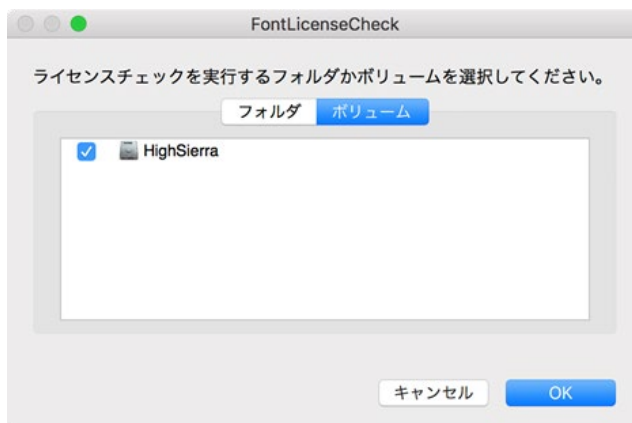 FontLicenseCheck
ライセンスチェックを実行するフォルダかボリュームを選択してください。
フォルダ ボリューム
HighSierra
キャンセル OK